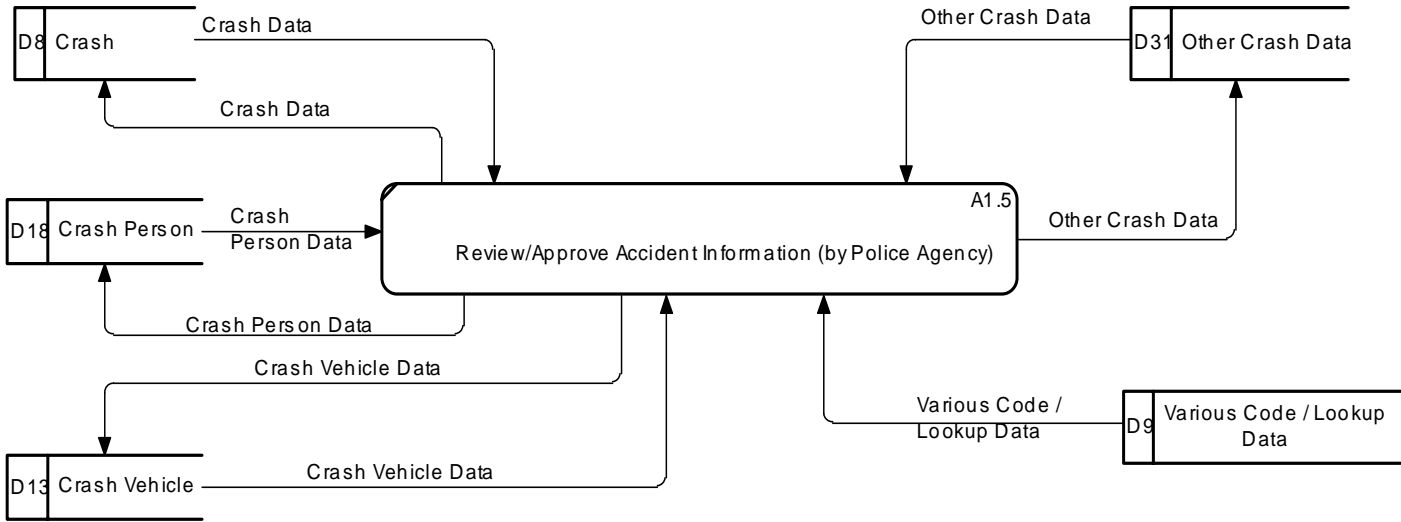 Crash Data
Other Crash Data
D8 Crash
D31 Other Crash Data
Crash Data
A1.5
D18 Crash Person
Crash
Person Data
Other Crash Data
Review/Approve Accident Information (by Police Agency)
Crash Person Data
Crash Vehicle Data
Various Code /
Lookup Data
D9 Various Code / Lookup
Data
D13 Crash Vehicle
Crash Vehicle Data